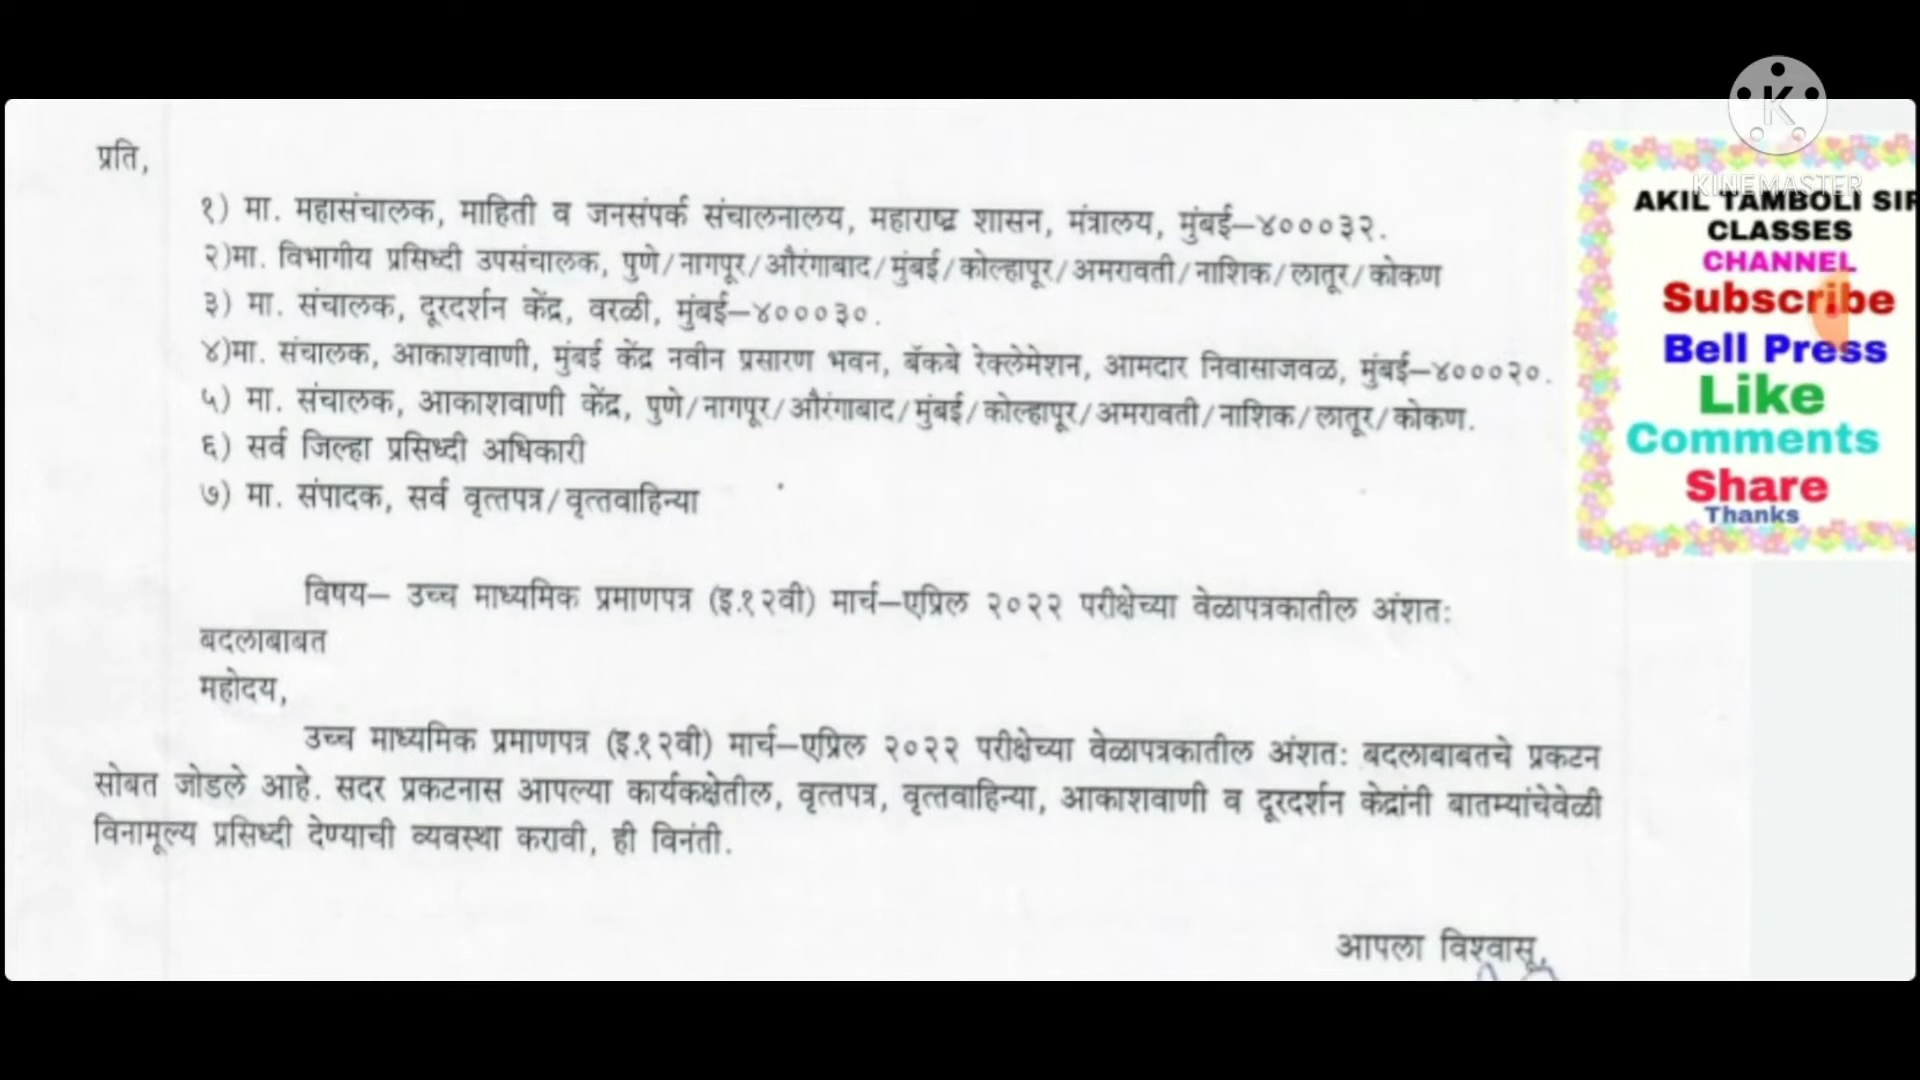 प्रति,
१) मा. महासंचालक, माहिती व जनसंपर्क संचालनालय, महाराष्ट्र शासन, मंत्रालय, मुंबई–४०००३२.
२)मा. विभागीय प्रसिध्दी उपसंचालक, पुणे/नागपूर/औरंगाबाद/मुंबई/कोल्हापूर/अमरावती/नाशिक/लातूर/कोकण
३) मा. संचालक, दूरदर्शन केंद्र, वरळी, मुंबई–४०००३०.
४)मा. संचालक, आकाशवाणी, मुंबई केंद्र नवीन प्रसारण भवन, बॅकबे रेक्लेमेशन, आमदार निवासाजवळ, मुंबई–४०००२०.
५) मा. संचालक, आकाशवाणी केंद्र, पुणे/नागपूर/औरंगाबाद/मुंबई/कोल्हापूर/अमरावती/नाशिक/लातूर/कोकण.
६) सर्व जिल्हा प्रसिध्दी अधिकारी
७) मा. संपादक, सर्व वृत्तपत्र/वृत्तवाहिन्या
विषय– उच्च माध्यमिक प्रमाणपत्र (इ.१२वी) मार्च–एप्रिल २०२२ परीक्षेच्या वेळापत्रकातील अंशतः
बदलाबाबत
महोदय,
उच्च माध्यमिक प्रमाणपत्र (इ.१२वी) मार्च–एप्रिल २०२२ परीक्षेच्या वेळापत्रकातील अंशतः बदलाबाबतचे प्रकटन
सोबत जोडले आहे. सदर प्रकटनास आपल्या कार्यकक्षेतील, वृत्तपत्र, वृत्तवाहिन्या, आकाशवाणी व दूरदर्शन केद्रांनी बातम्यांचेवेळी
विनामूल्य प्रसिध्दी देण्याची व्यवस्था करावी, ही विनंती.
आपला विश्वासू,
K
KINEMASTER
AKIL TAMBOLI SIR
CLASSES
CHANNEL
Subscribe
Bell Press
Like
Comments
Share
Thanks